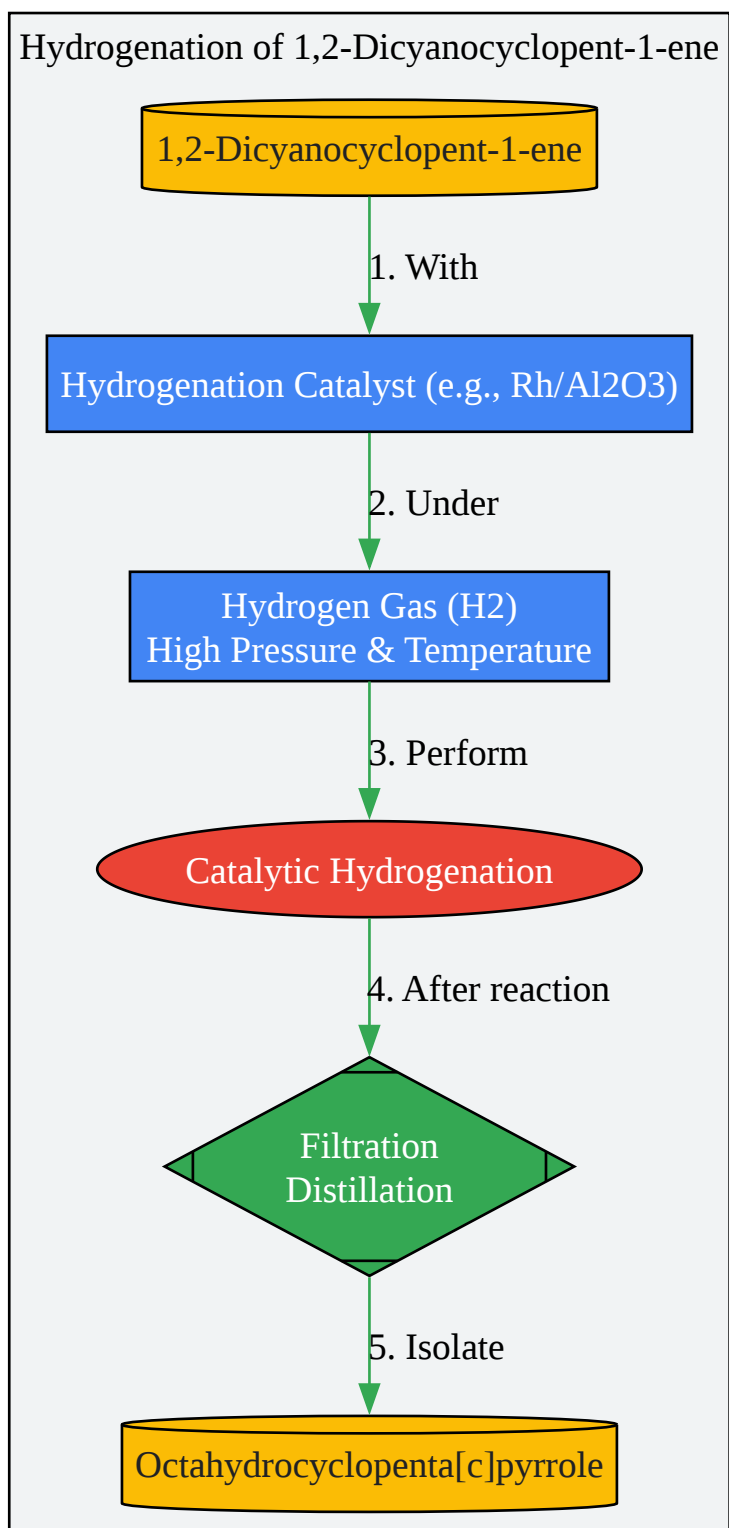 Hydrogenation of 1,2-Dicyanocyclopent-1-ene
1,2-Dicyanocyclopent-1-ene
1. With
Hydrogenation Catalyst (e.g., Rh/Al2O3)
2. Under
Hydrogen Gas (H2)
High Pressure & Temperature
3. Perform
Catalytic Hydrogenation
4. After reaction
Filtration
Distillation
5. Isolate
Octahydrocyclopenta[c]pyrrole